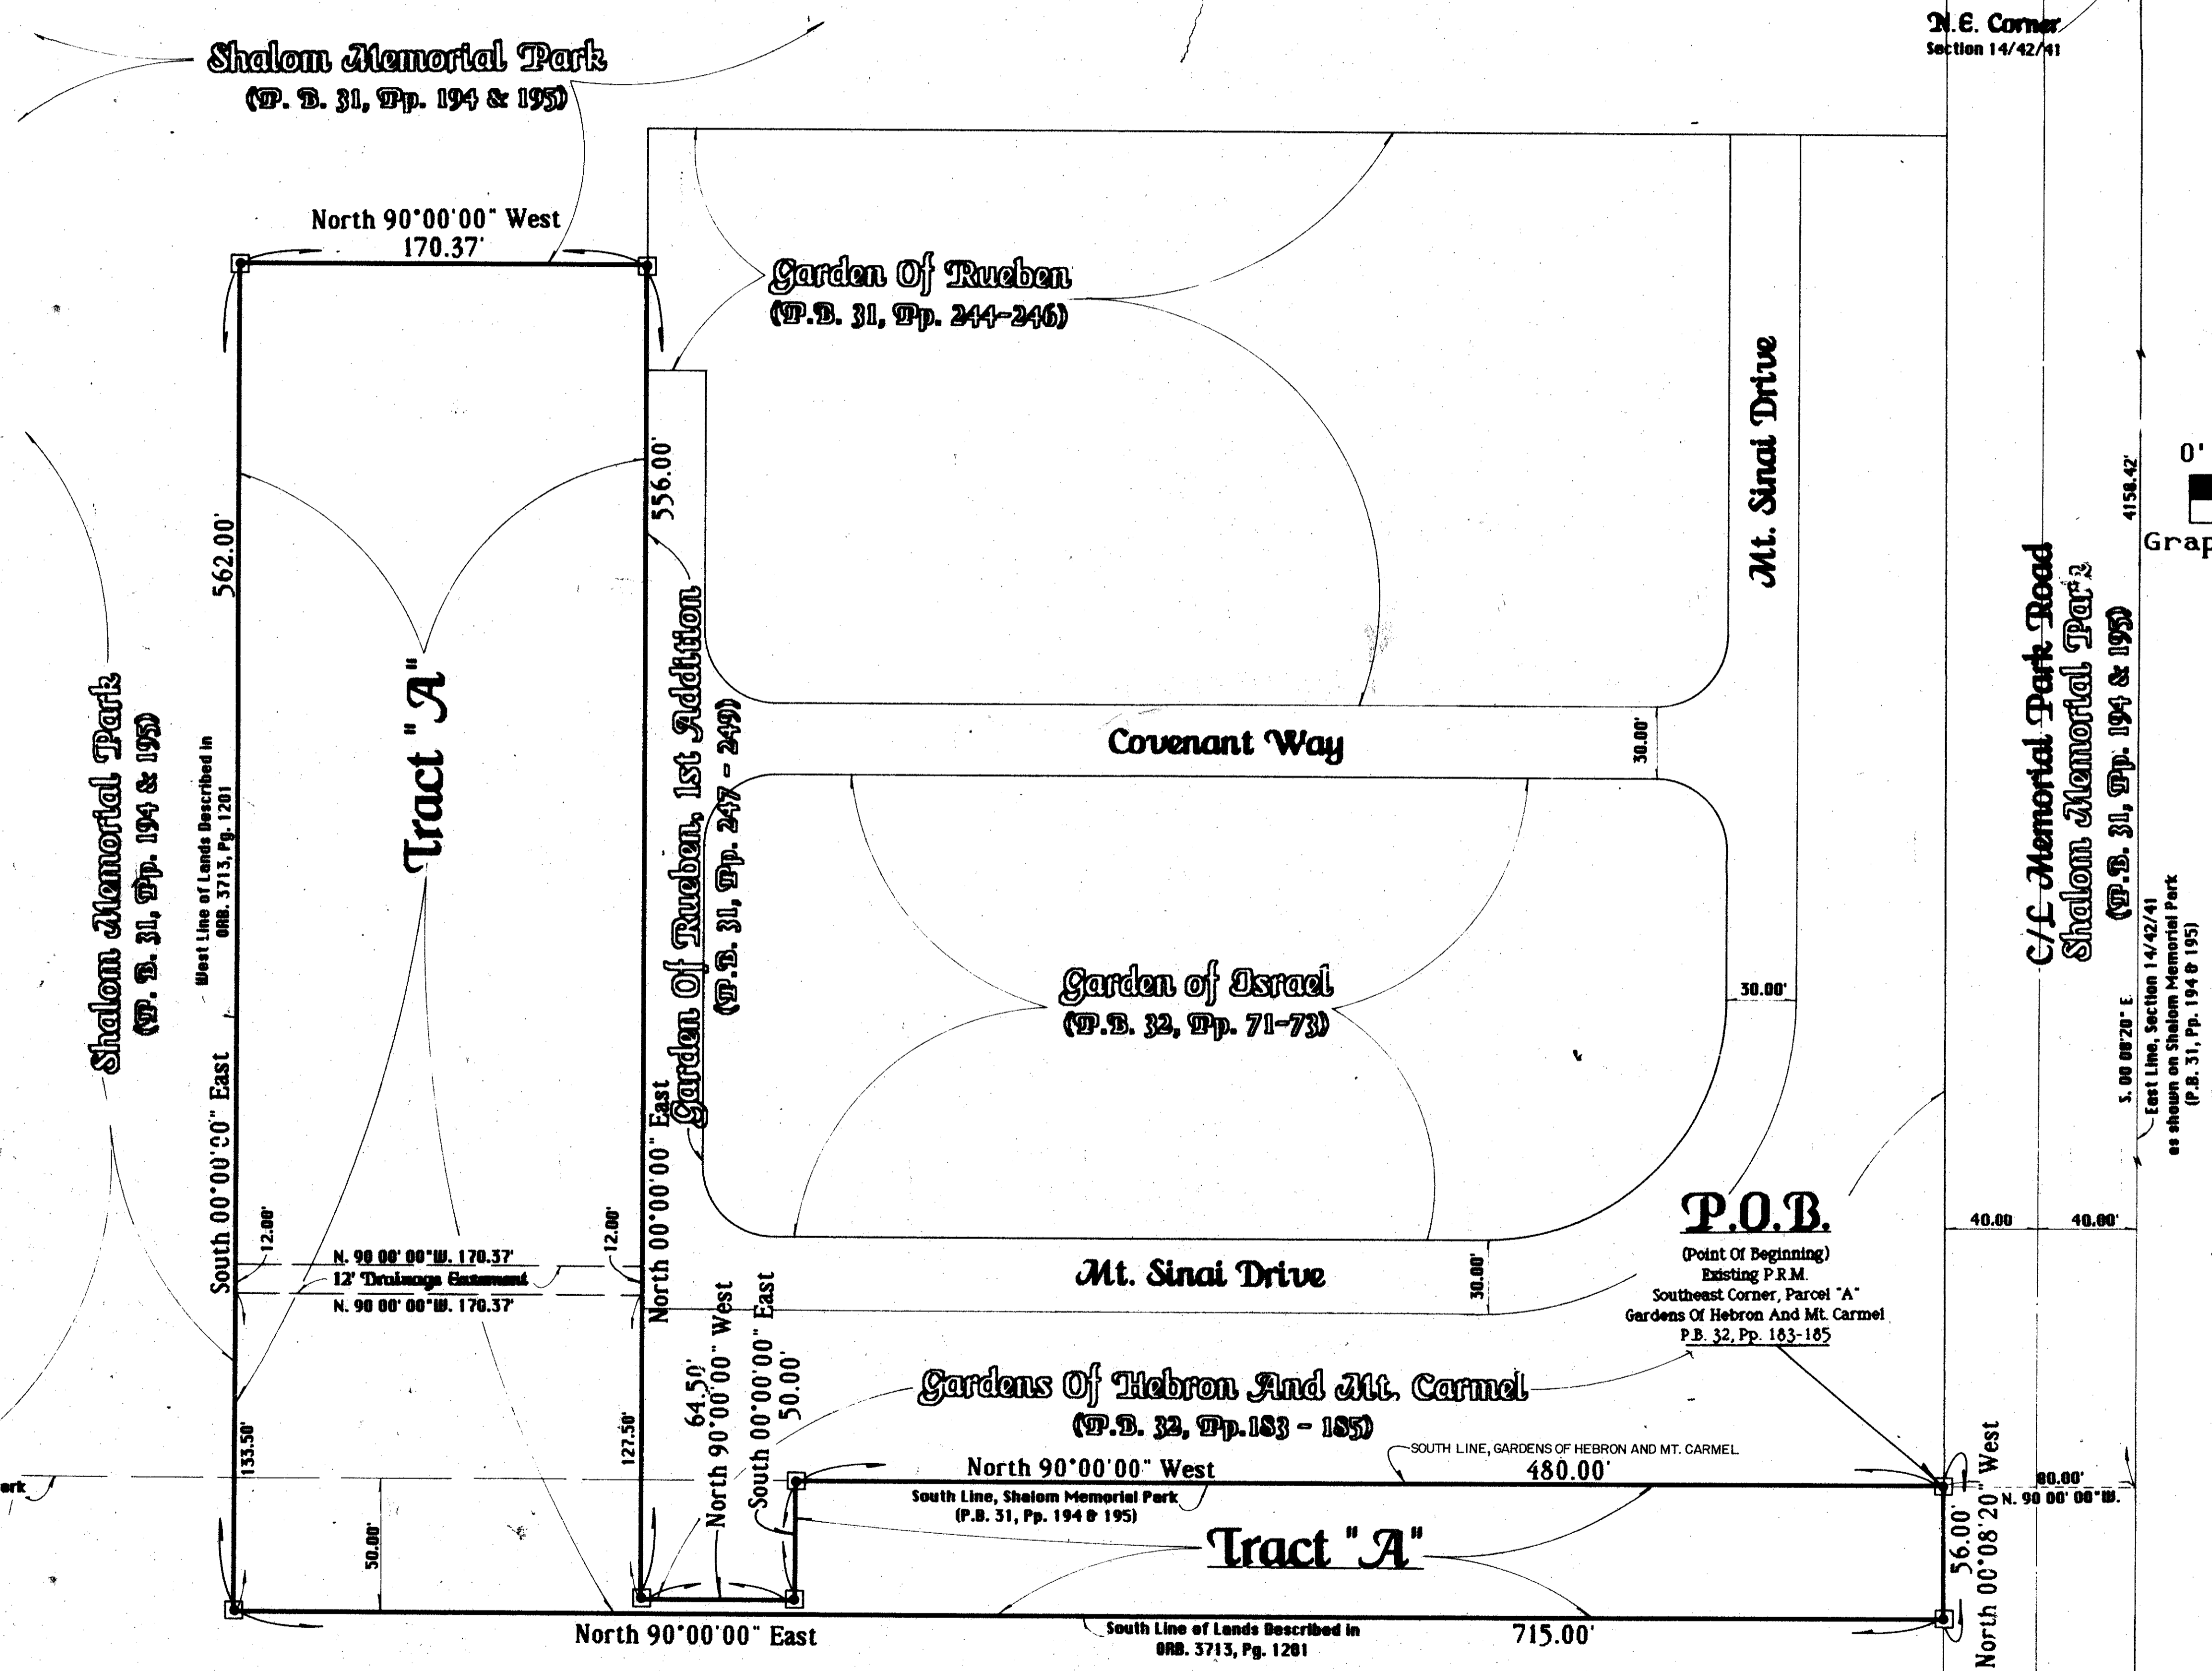 N.E. Corner
Section 14/42/41
Shalom Memorial Park
(P. B. 31, Pp. 194 & 195)
North 90°00'00" West
170.37'
Garden Of Rueben
(P.B. 31, Pp. 244-246)
Mt. Sinai Drive
556.00'
562.00'
4158.42'
0'
Grap
C/L Memorial Park Road
Shalom Memorial Park
(P.B. 31, Pp. 194 & 195)
Tract "A"
Garden Of Rueben, 1st Addition
(P.B. 31, Pp. 247 - 249)
Shalom Memorial Park
(P. B. 31, Pp. 194 & 195)
West Line of Lands Described in
ORB. 3713, Pg. 1201
Covenant Way
30.00'
Garden of Israel
(P.B. 32, Pp. 71-73)
30.00'
S. 00 08'20" E.
East Line, Section 14/42/41
as shown on Shalom Memorial Park
(P.B. 31, Pp. 194 & 195)
South 00°00'00" East
North 00°00'00" East
12.00'
12.00'
N. 90 00' 00"W. 170.37'
12' Drainage Easement
N. 90 00' 00"W. 170.37'
Mt. Sinai Drive
30.00'
P.O.B.
(Point Of Beginning)
Existing P.R.M.
Southeast Corner, Parcel "A"
Gardens Of Hebron And Mt. Carmel
P.B. 32, Pp. 183-185
40.00
40.00'
64.50'
North 90°00'00" West
South 00°00'00" East
50.00'
Gardens Of Hebron And Mt. Carmel
(P.B. 32, Pp.183 - 185)
133.50'
127.50'
SOUTH LINE, GARDENS OF HEBRON AND MT. CARMEL
North 90°00'00" West
480.00'
South Line, Shalom Memorial Park
(P.B. 31, Pp. 194 & 195)
80.00'
N. 90 00' 00"W.
ark
50.00'
Tract "A"
56.00'
North 00°08'20" West
North 90°00'00" East
South Line of Lands Described in
ORB. 3713, Pg. 1201
715.00'